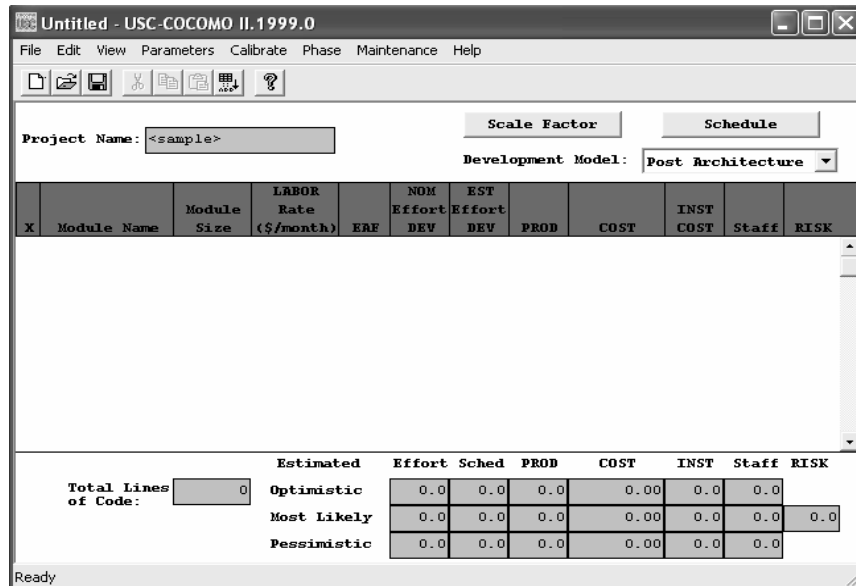 Untitled - USC-COCOMO II.1999.0
File Edit View Parameters Calibrate Phase Maintenance Help
Project Name: <sample>
Scale Factor
Schedule
Development Model: Post Architecture
X
Module Name
Module Size
LABOR Rate ($/month)
EAF
NOM Effort DEV
EST Effort DEV
PROD
COST
INST COST
Staff
RISK
Total Lines of Code: 0
Estimated Effort Sched PROD COST INST Staff RISK
Optimistic 0.0 0.0 0.0 0.00 0.0 0.0
Most Likely 0.0 0.0 0.0 0.00 0.0 0.0 0.0
Pessimistic 0.0 0.0 0.0 0.00 0.0 0.0
Ready